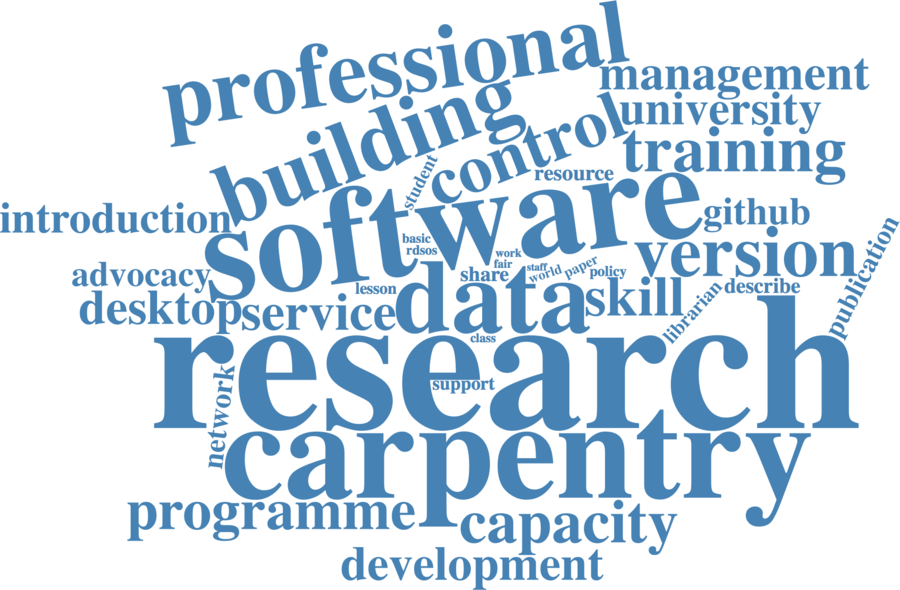 professional
management
building
university
control
training
student
resource
software
introduction
github
version
publication
basic
rdsos
work
fair
staff
world
paper
policy
share
advocacy
lesson
data
skill
librarian
describe
desktop
service
class
research
support
network
carpentry
programme
capacity
development